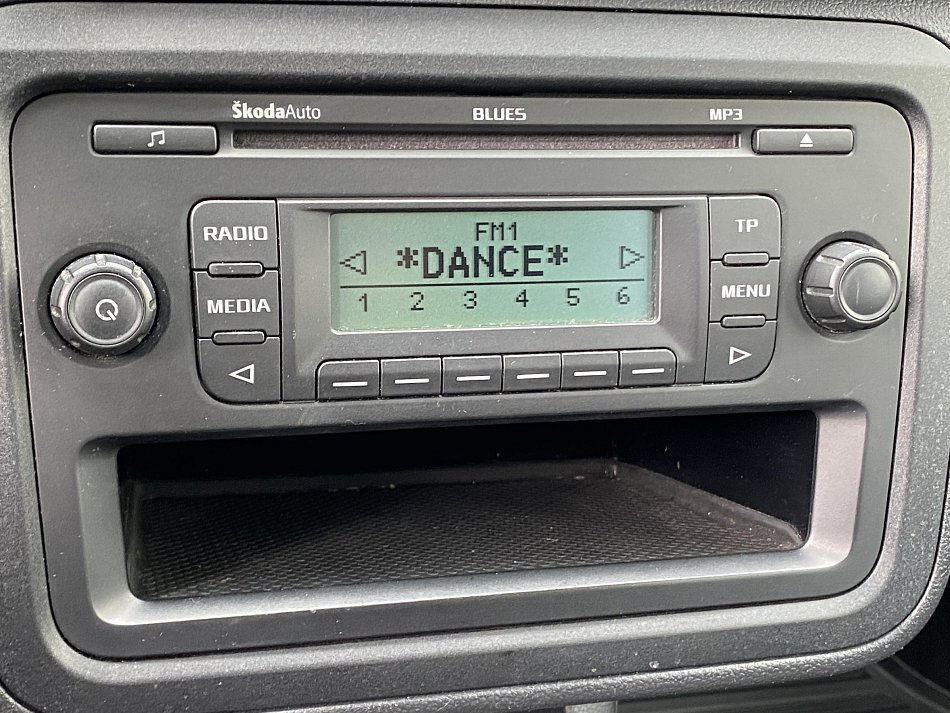 ŠkodaAuto BLUES MP3
RADIO
MEDIA
FM1
*DANCE*
1 2 3 4 5 6
TP
MENU